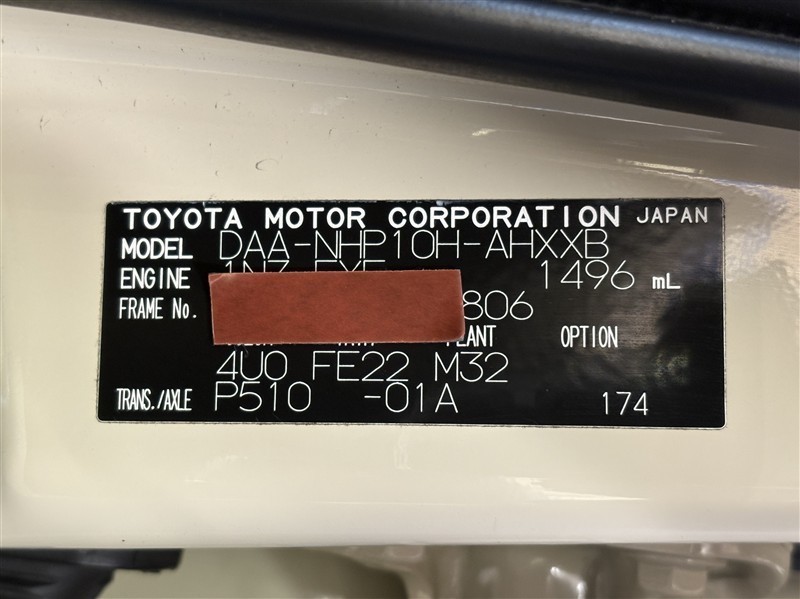 TOYOTA MOTOR CORPORATION JAPAN
MODEL DAA-NHP10H-AHXXB
ENGINE 1496 mL
FRAME No. 806
PLANT OPTION
4U0 FE22 M32
TRANS./AXLE P510 -01A 174